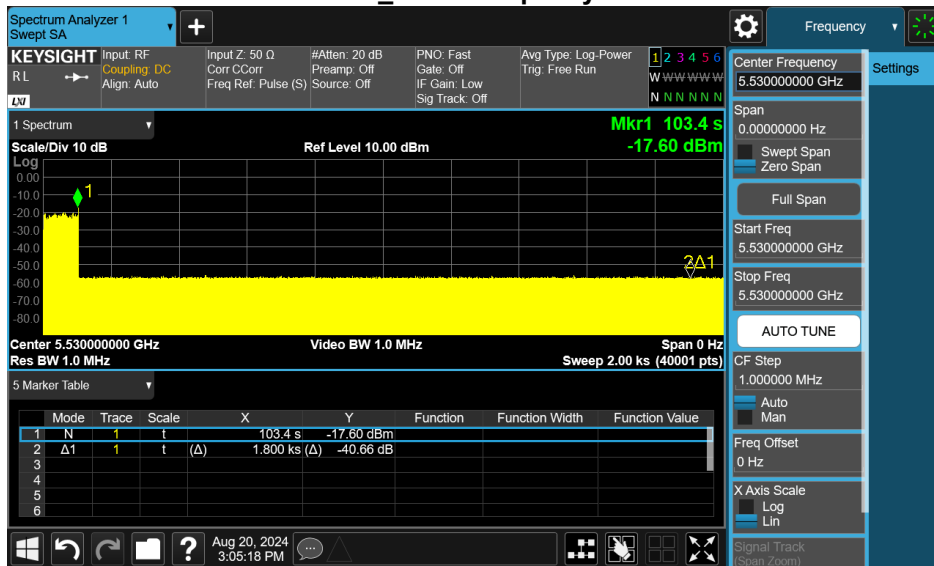 Spectrum Analyzer 1
Swept SA
+
Frequency
KEYSIGHT
RL
LXI
Input: RF
Coupling: DC
Align: Auto
Input Z: 50 Ω
Corr CCorr
Freq Ref: Pulse (S)
#Atten: 20 dB
Preamp: Off
Source: Off
PNO: Fast
Gate: Off
IF Gain: Low
Sig Track: Off
Avg Type: Log-Power
Trig: Free Run
1 2 3 4 5 6
W W W W W W
N N N N N N
1 Spectrum
Mkr1 103.4 s
Scale/Div 10 dB
Ref Level 10.00 dBm
-17.60 dBm
Log
0.00
-10.0
-20.0
-30.0
-40.0
-50.0
-60.0
-70.0
-80.0
1
2Δ1
Center 5.530000000 GHz
Video BW 1.0 MHz
Span 0 Hz
Res BW 1.0 MHz
Sweep 2.00 ks (40001 pts)
5 Marker Table
Mode Trace Scale X Y Function Function Width Function Value
1 N 1 t 103.4 s -17.60 dBm
2 Δ1 1 t (Δ) 1.800 ks (Δ) -40.66 dB
3
4
5
6
?
Aug 20, 2024
3:05:18 PM
Center Frequency
5.530000000 GHz
Settings
Span
0.00000000 Hz
Swept Span
Zero Span
Full Span
Start Freq
5.530000000 GHz
Stop Freq
5.530000000 GHz
AUTO TUNE
CF Step
1.000000 MHz
Auto
Man
Freq Offset
0 Hz
X Axis Scale
Log
Lin
Signal Track
(Span Zoom)